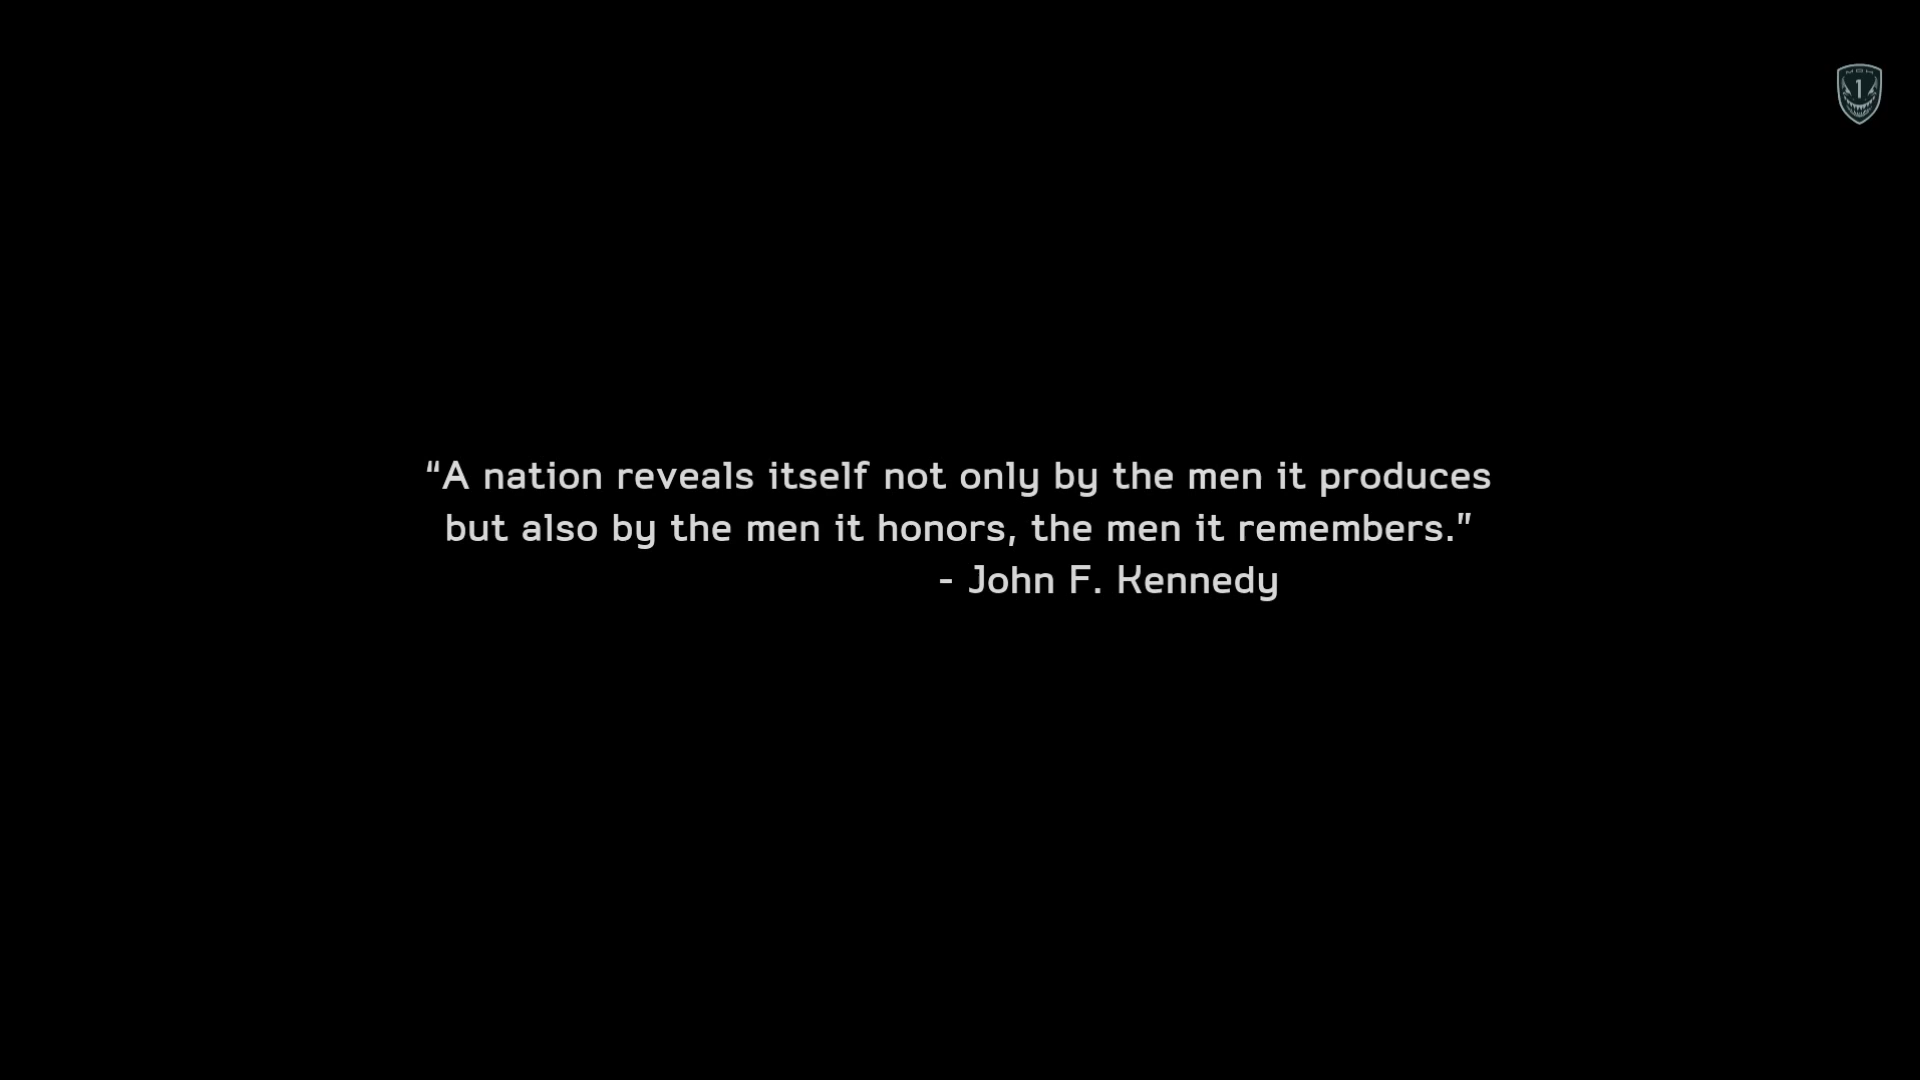 “A nation reveals itself not only by the men it produces
but also by the men it honors, the men it remembers.”
- John F. Kennedy
1